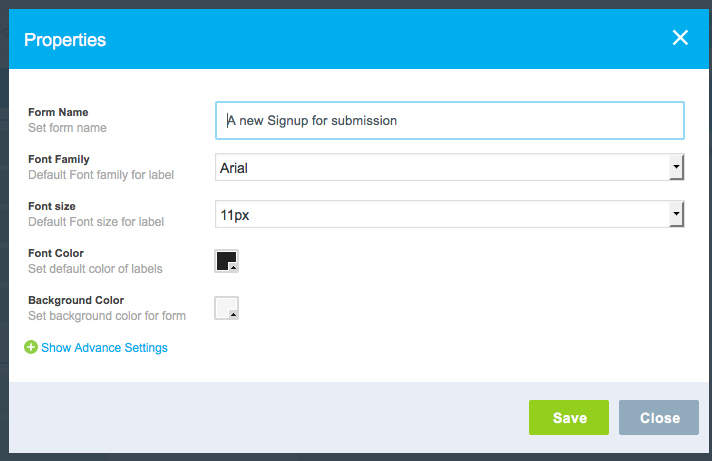 Properties
Form Name
Set form name
A new Signup for submission
Font Family
Default Font family for label
Arial
Font size
Default Font size for label
11px
Font Color
Set default color of labels
Background Color
Set background color for form
Show Advance Settings
Save
Close